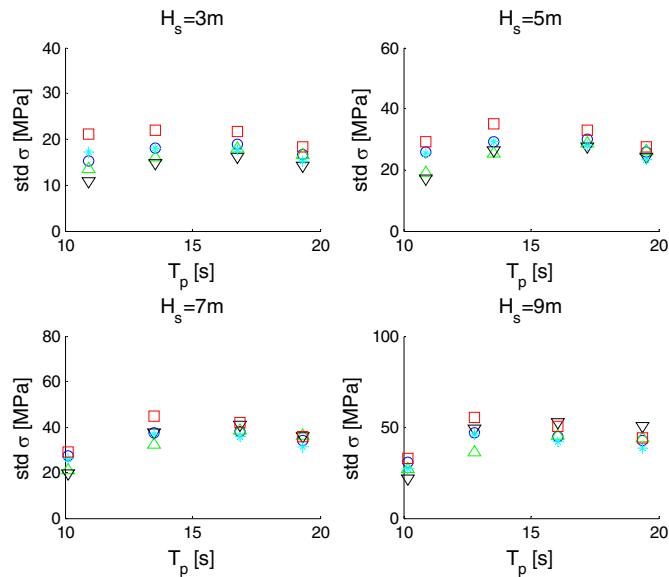 H_s=3m
std σ [MPa]
40
30
20
10
0
10 15 20
T_p [s]
H_s=5m
std σ [MPa]
60
40
20
0
10 15 20
T_p [s]
H_s=7m
std σ [MPa]
80
60
40
20
0
10 15 20
T_p [s]
H_s=9m
std σ [MPa]
100
50
0
10 15 20
T_p [s]